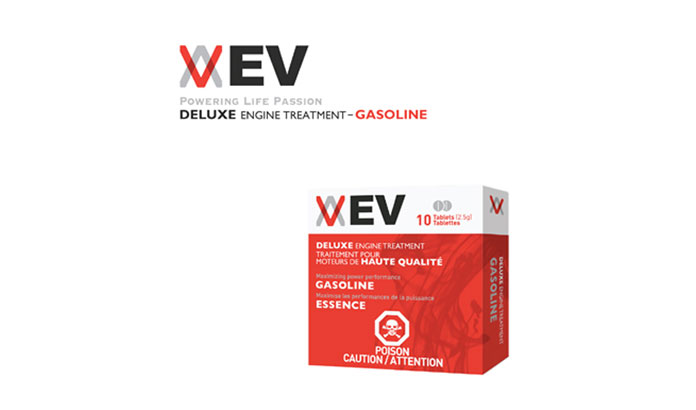 EV
POWERING LIFE PASSION
DELUXE ENGINE TREATMENT – GASOLINE
EV
10 Tablets (2.5g)
Tablettes
DELUXE ENGINE TREATMENT
TRAITEMENT POUR
MOTEURS DE HAUTE QUALITÉ
Maximizing power performance
GASOLINE
Maximise les performances de la puissance
ESSENCE
POISON
CAUTION / ATTENTION
DELUXE ENGINE TREATMENT
GASOLINE